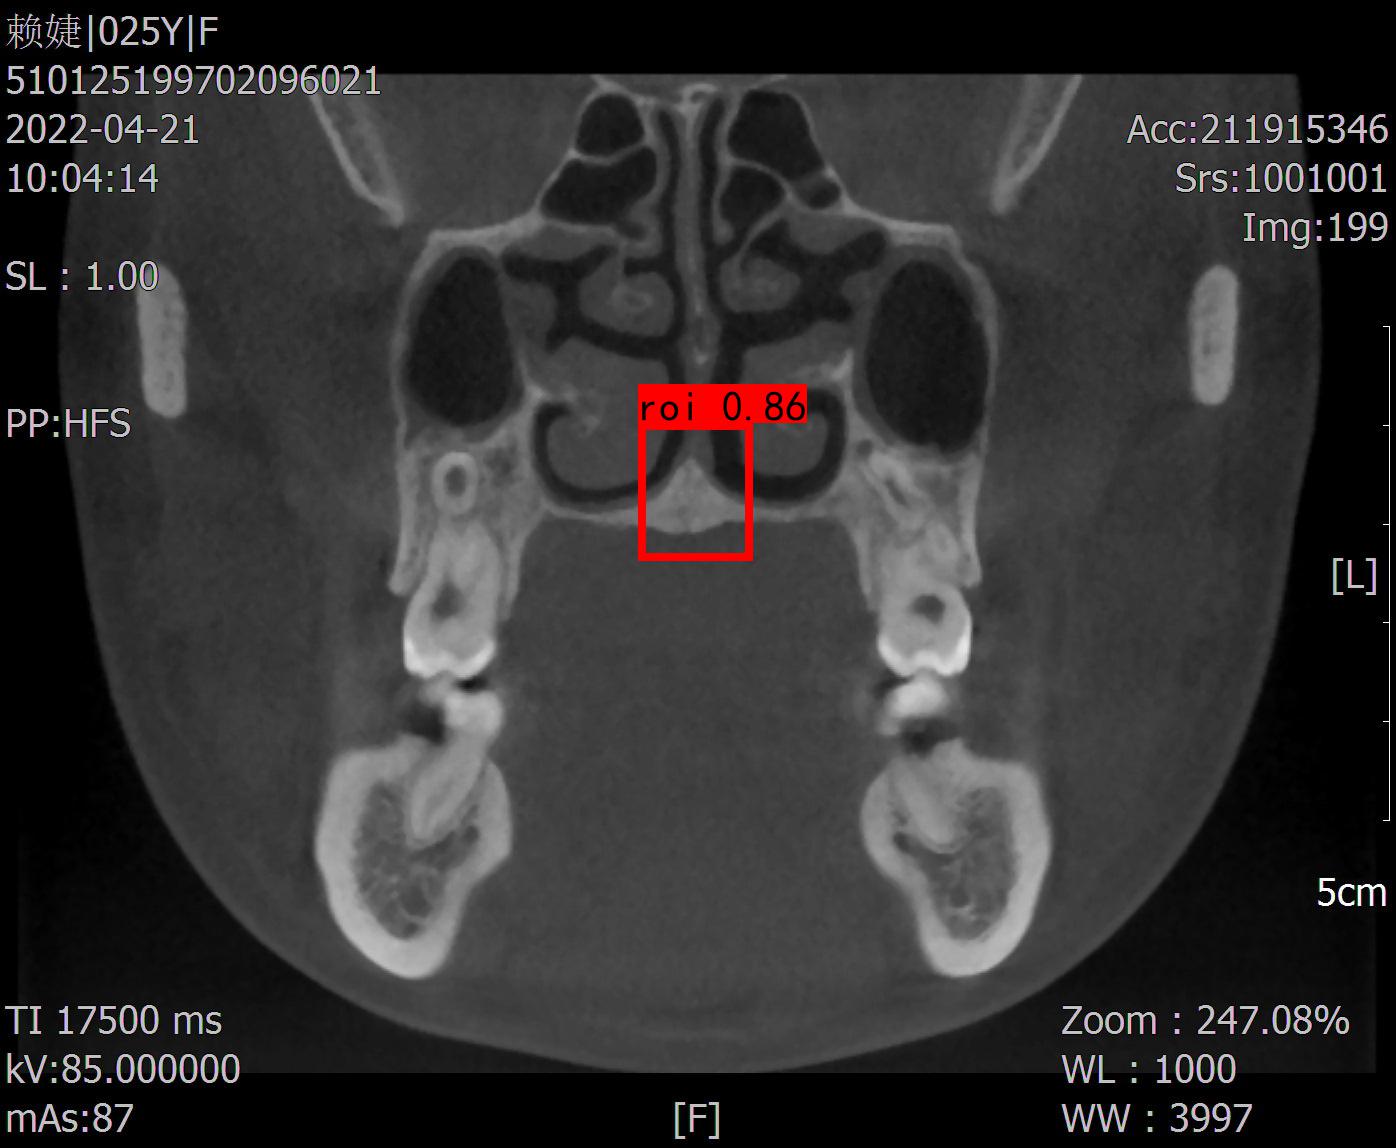 赖婕|025Y|F
510125199702096021
2022-04-21
10:04:14
Acc:211915346
Srs:1001001
Img:199
SL : 1.00
PP:HFS
roi 0.86
[L]
5cm
TI 17500 ms
kV:85.000000
mAs:87
[F]
Zoom : 247.08%
WL : 1000
WW : 3997